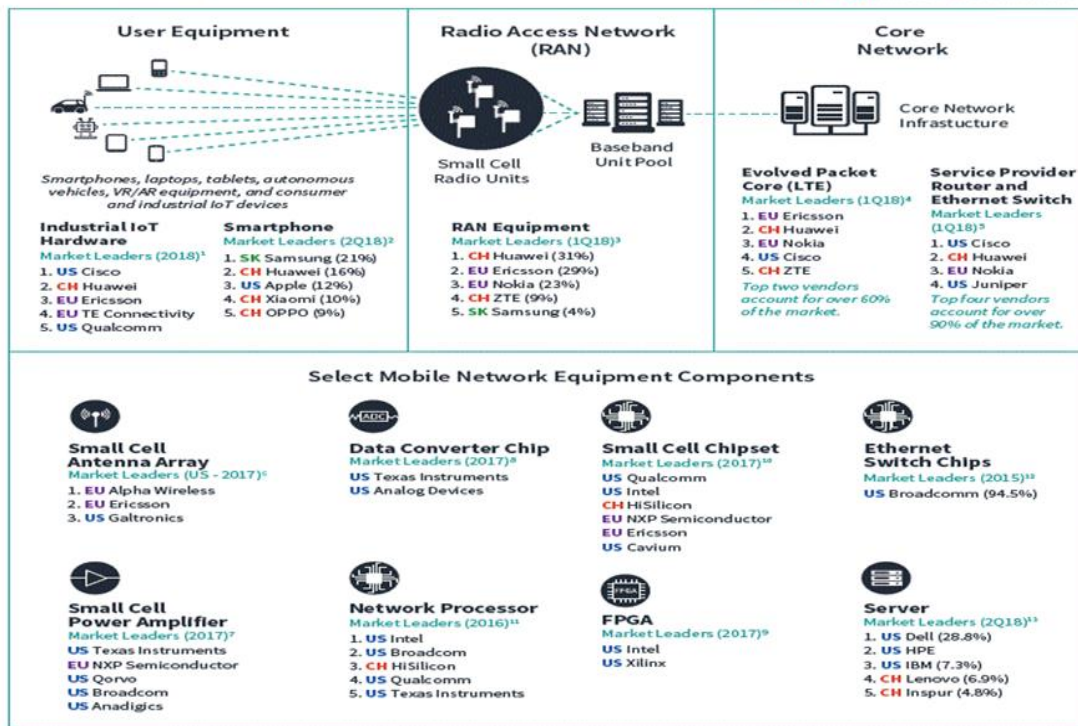 User Equipment
Smartphones, laptops, tablets, autonomous
vehicles, VR/AR equipment, and consumer
and industrial IoT devices
Industrial IoT
Hardware
Market Leaders (2018)¹
1. US Cisco
2. CH Huawei
3. EU Ericsson
4. EU TE Connectivity
5. US Qualcomm
Smartphone
Market Leaders (2Q18)²
1. SK Samsung (21%)
2. CH Huawei (16%)
3. US Apple (12%)
4. CH Xiaomi (10%)
5. CH OPPO (9%)
Radio Access Network
(RAN)
Small Cell
Radio Units
Baseband
Unit Pool
RAN Equipment
Market Leaders (1Q18)³
1. CH Huawei (31%)
2. EU Ericsson (29%)
3. EU Nokia (23%)
4. CH ZTE (9%)
5. SK Samsung (4%)
Core
Network
Core Network
Infrastucture
Evolved Packet
Core (LTE)
Market Leaders (1Q18)⁴
1. EU Ericsson
2. CH Huawei
3. EU Nokia
4. US Cisco
5. CH ZTE
Top two vendors
account for over 60%
of the market.
Service Provider
Router and
Ethernet Switch
Market Leaders
(1Q18)⁵
1. US Cisco
2. CH Huawei
3. EU Nokia
4. US Juniper
Top four vendors
account for over
90% of the market.
Select Mobile Network Equipment Components
Small Cell
Antenna Array
Market Leaders (US - 2017)⁶
1. EU Alpha Wireless
2. EU Ericsson
3. US Galtronics
ADC
Data Converter Chip
Market Leaders (2017)⁸
US Texas Instruments
US Analog Devices
Small Cell Chipset
Market Leaders (2017)¹⁰
US Qualcomm
US Intel
CH HiSilicon
EU NXP Semiconductor
EU Ericsson
US Cavium
Ethernet
Switch Chips
Market Leaders (2015)¹²
US Broadcomm (94.5%)
Small Cell
Power Amplifier
Market Leaders (2017)⁷
US Texas Instruments
EU NXP Semiconductor
US Qorvo
US Broadcom
US Anadigics
Network Processor
Market Leaders (2016)¹¹
1. US Intel
2. US Broadcom
3. CH HiSilicon
4. US Qualcomm
5. US Texas Instruments
FPGA
FPGA
Market Leaders (2017)⁹
US Intel
US Xilinx
Server
Market Leaders (2Q18)¹³
1. US Dell (28.8%)
2. US HPE
3. US IBM (7.3%)
4. CH Lenovo (6.9%)
5. CH Inspur (4.8%)